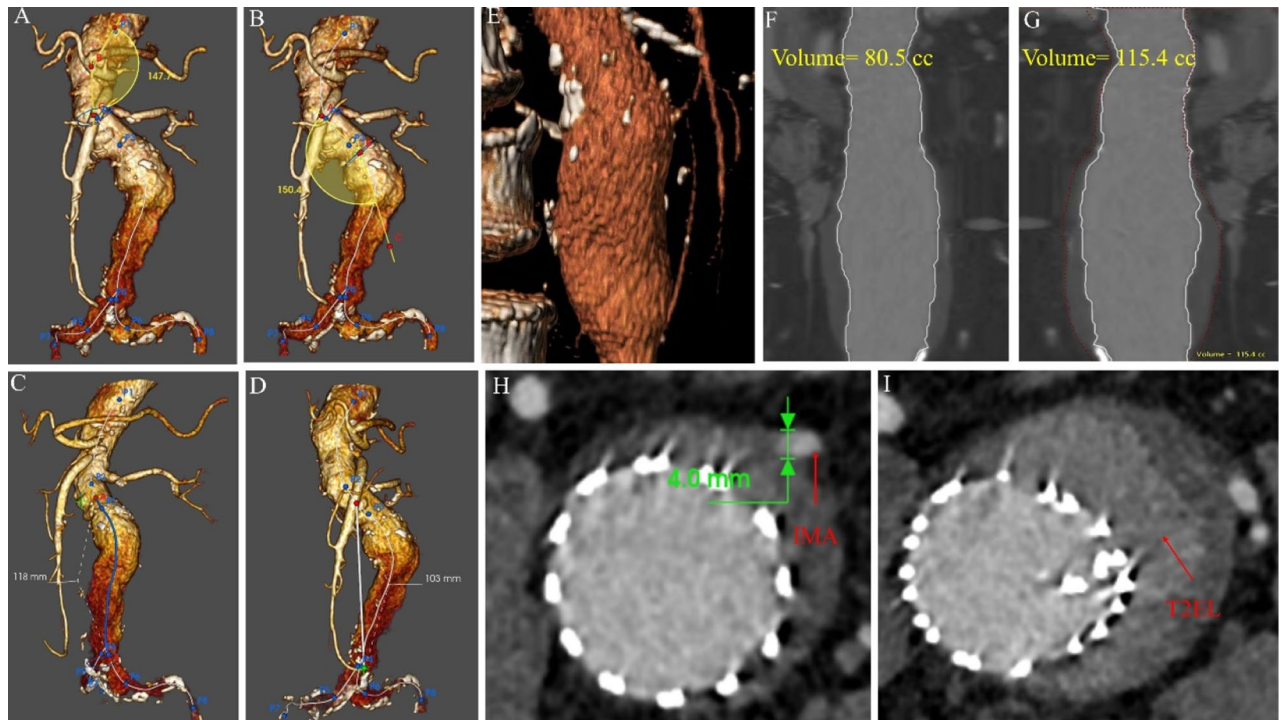 A
B
E
F
G
147.7
150.4
Volume= 80.5 cc
Volume= 115.4 cc
Volume = 115.4 cc
C
D
H
I
118 mm
103 mm
4.0 mm
IMA
T2EL